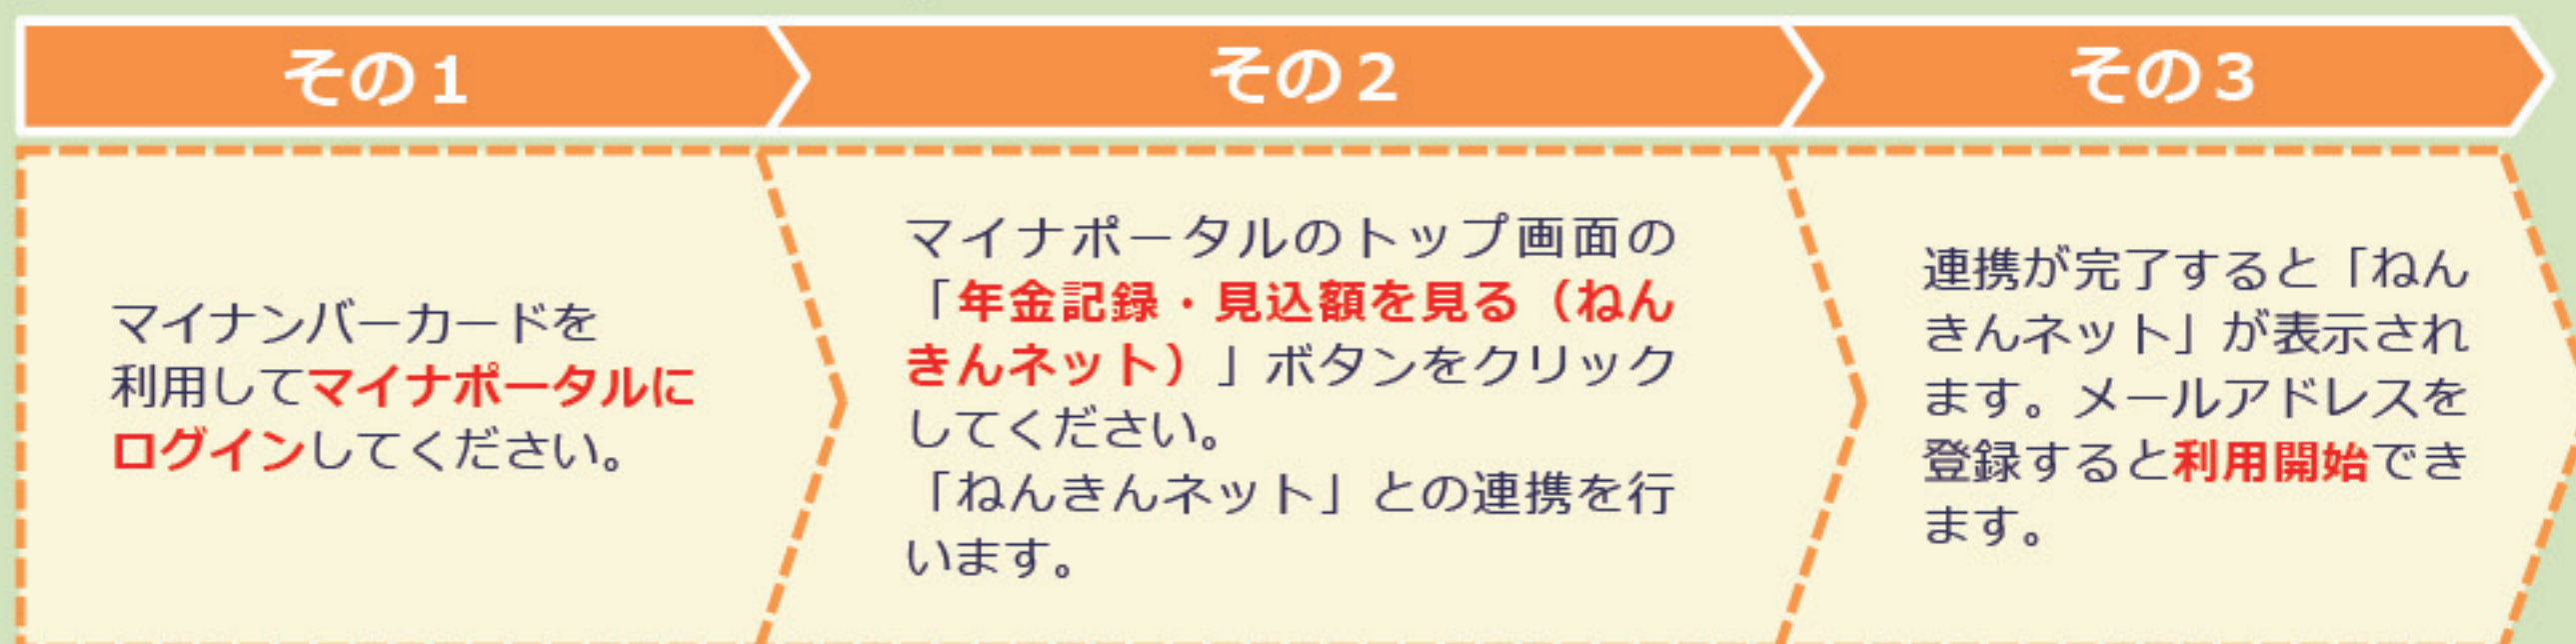 その１
マイナンバーカードを
利用してマイナポータルに
ログインしてください。
その２
マイナポータルのトップ画面の
「年金記録・見込額を見る（ねん
きんネット）」ボタンをクリック
してください。
「ねんきんネット」との連携を行
います。
その３
連携が完了すると「ねん
きんネット」が表示され
ます。メールアドレスを
登録すると利用開始でき
ます。